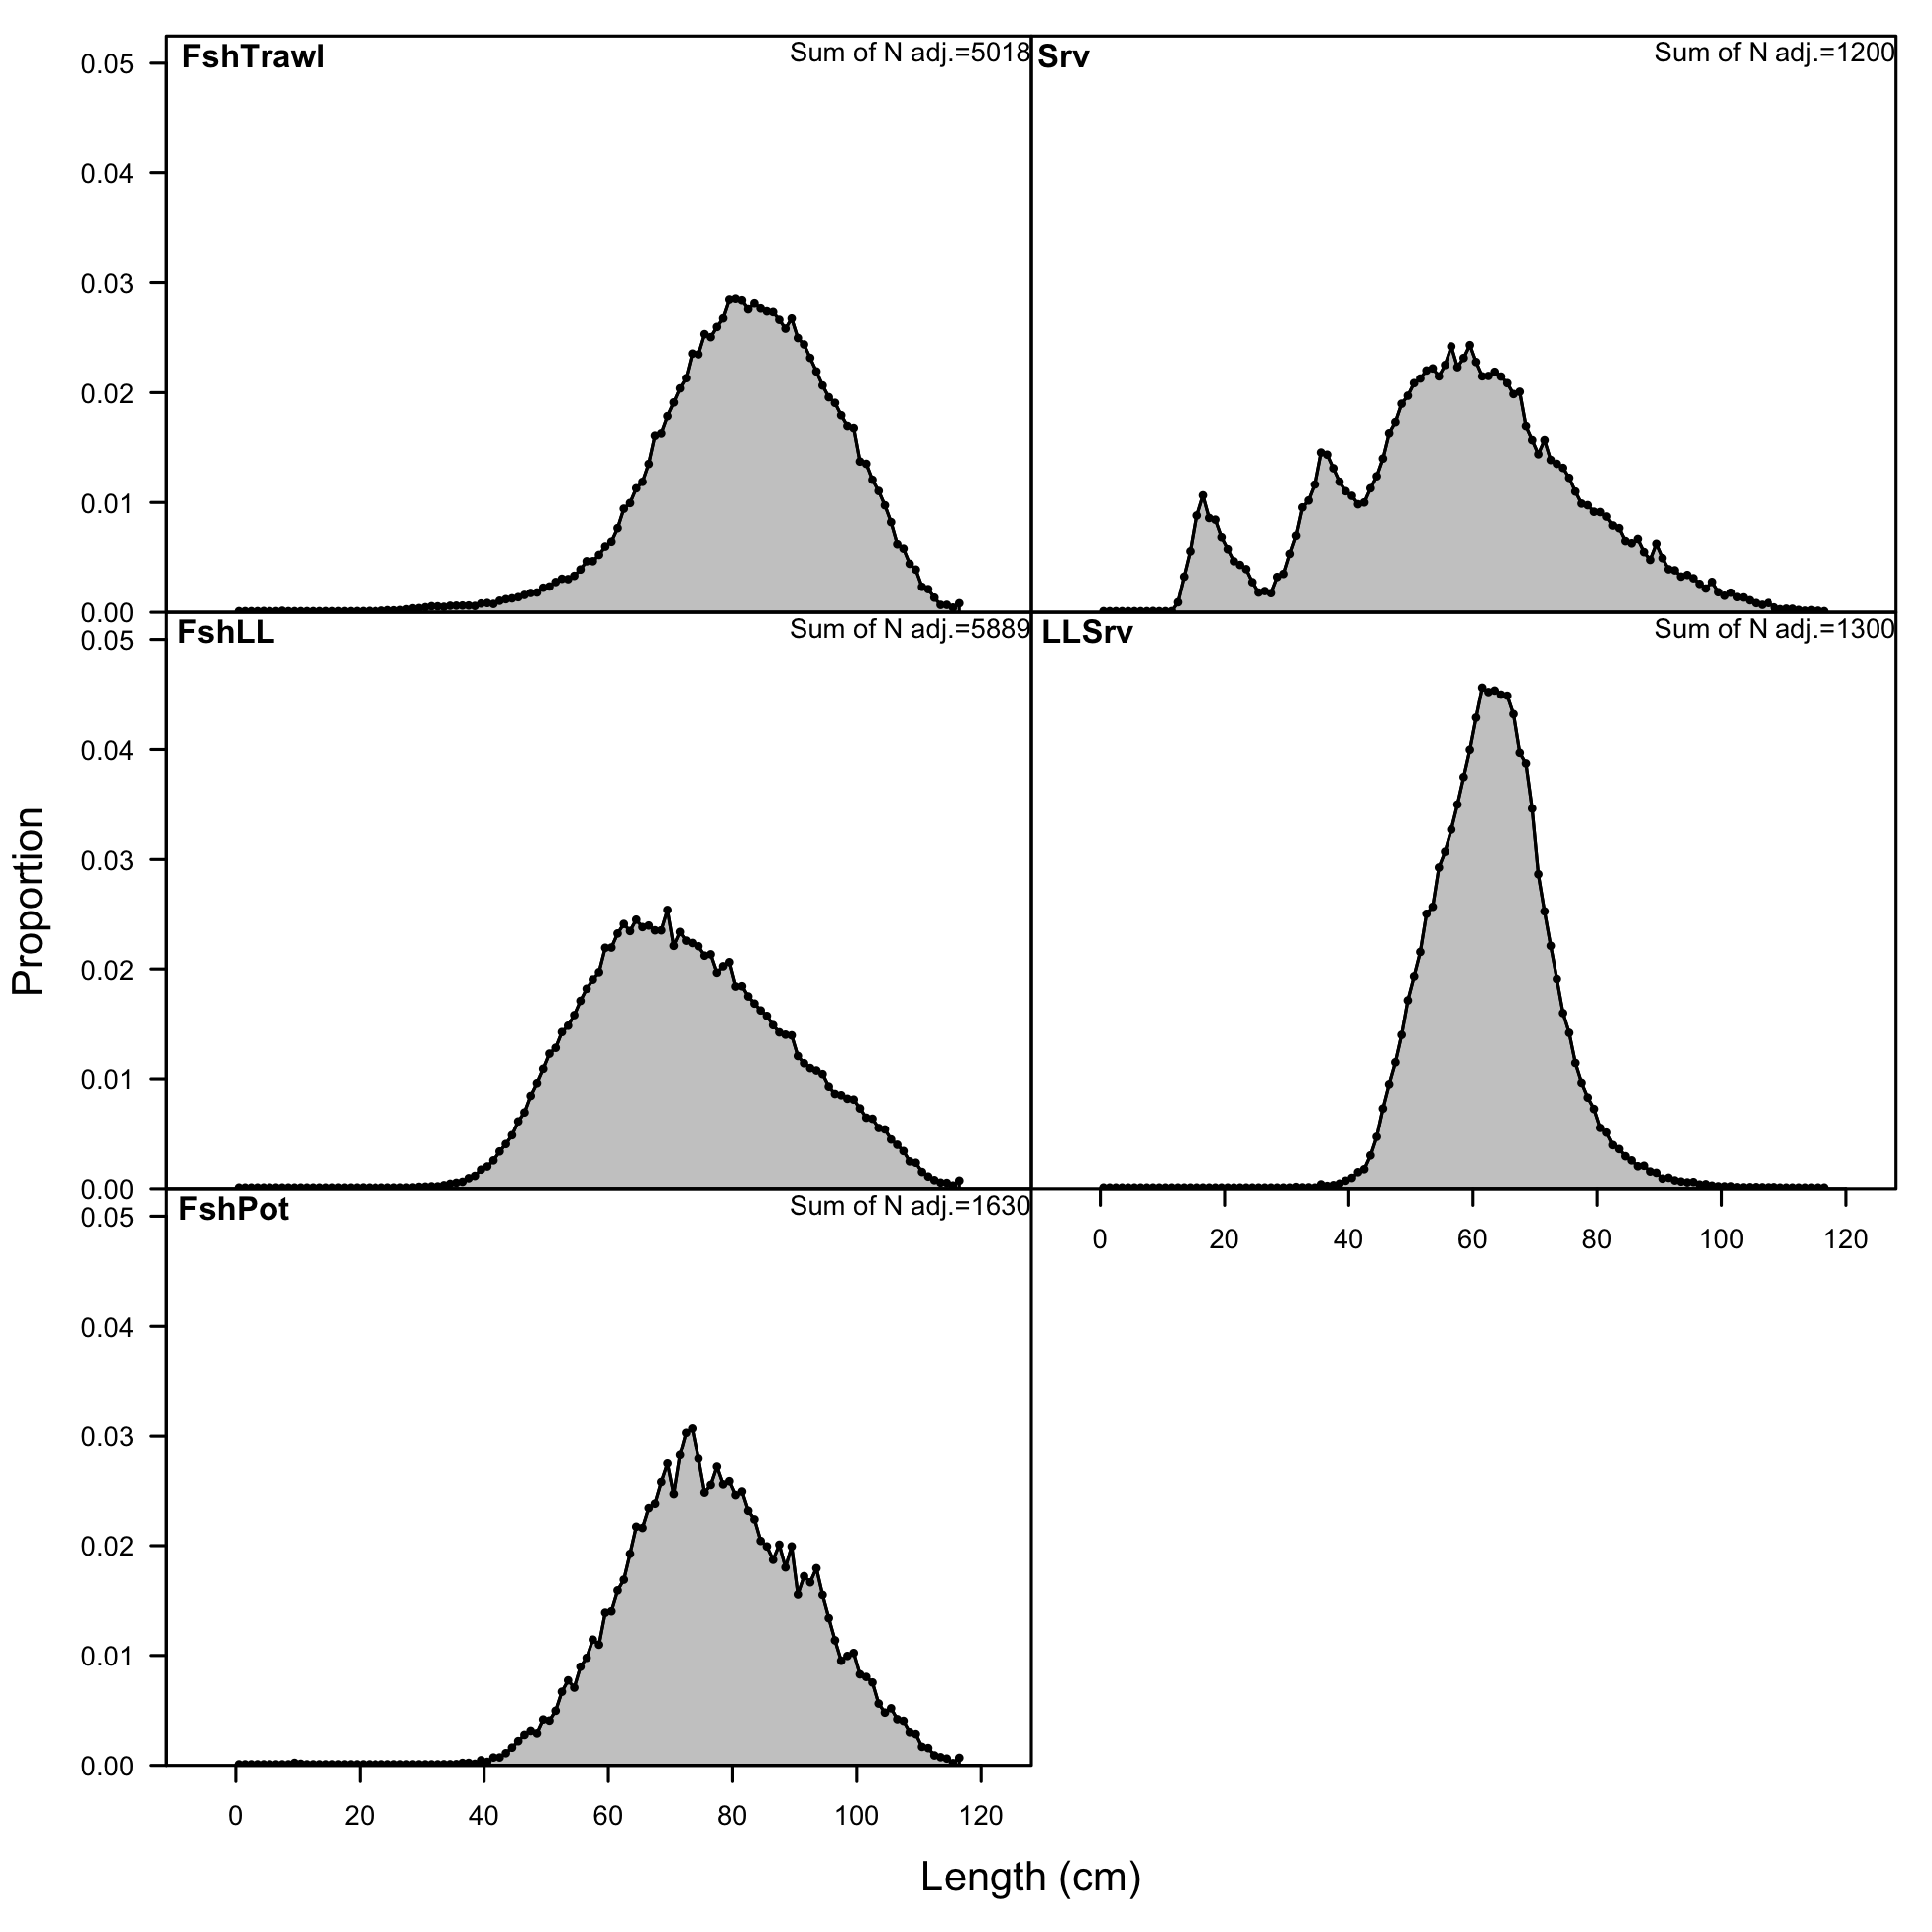 FshTrawl Sum of N adj.=5018
Srv Sum of N adj.=1200
0.05
0.04
0.03
0.02
0.01
0.00
FshLL Sum of N adj.=5889
LLSrv Sum of N adj.=1300
0.05
0.04
0.03
0.02
0.01
0.00
0 20 40 60 80 100 120
FshPot Sum of N adj.=1630
0.05
0.04
0.03
0.02
0.01
0.00
0 20 40 60 80 100 120
Proportion
Length (cm)